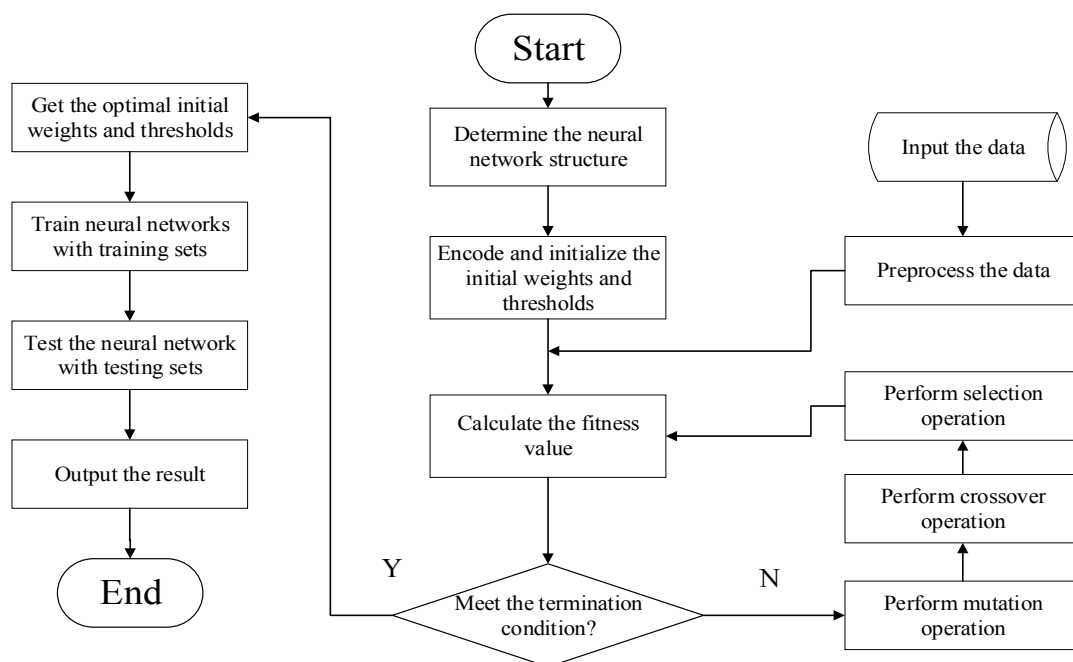 Start
Determine the neural
network structure
Encode and initialize the
initial weights and
thresholds
Input the data
Preprocess the data
Calculate the fitness
value
Meet the termination
condition?
N
Perform mutation
operation
Perform crossover
operation
Perform selection
operation
Y
Get the optimal initial
weights and thresholds
Train neural networks
with training sets
Test the neural network
with testing sets
Output the result
End